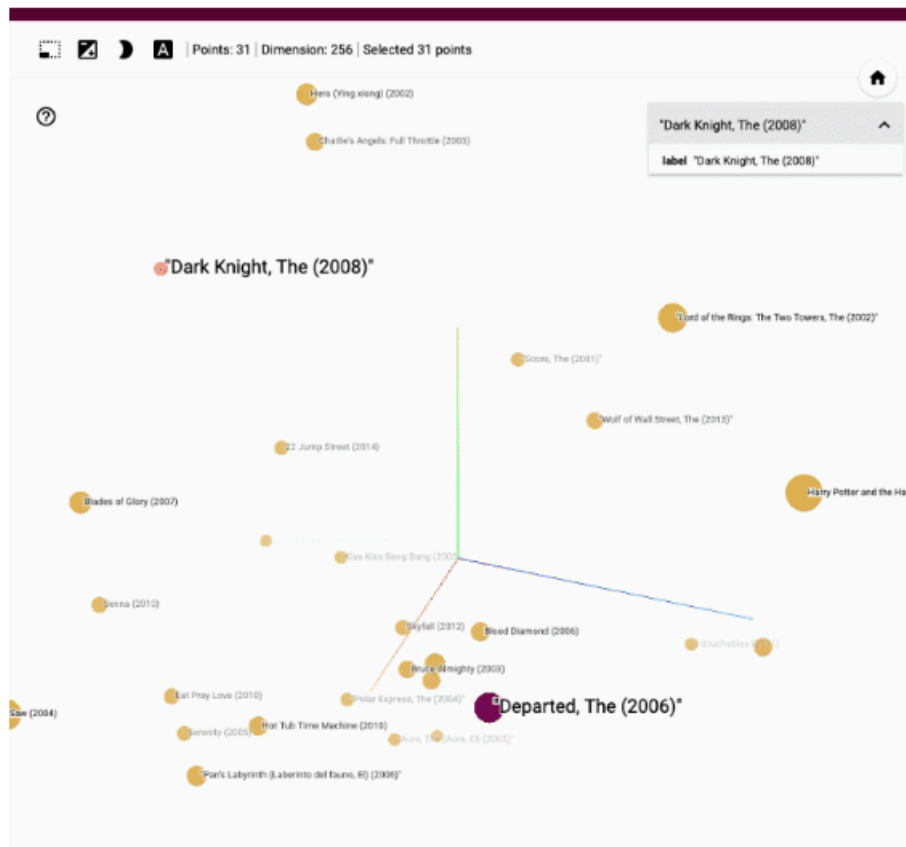 Points: 31 | Dimension: 256 | Selected 31 points
A
Hero (Ying xiong) (2002)
"Dark Knight, The (2008)"
Charlie's Angels: Full Throttle (2003)
label "Dark Knight, The (2008)"
"Dark Knight, The (2008)"
"Lord of the Rings: The Two Towers, The (2002)"
"Score, The (2001)"
"Wolf of Wall Street, The (2013)"
22 Jump Street (2014)
Harry Potter and the Ha
Blades of Glory (2007)
Kiss Kiss Bang Bang (2005)
Senna (2010)
Skyfall (2012)
Blood Diamond (2006)
Bruce Almighty (2003)
Eat Pray Love (2010)
"Polar Express, The (2004)"
"Departed, The (2006)"
Saw (2004)
Hot Tub Time Machine (2010)
Serenity (2005)
"Aura, The (Aura, El) (2005)"
"Pan's Labyrinth (Laberinto del fauno, El) (2006)"